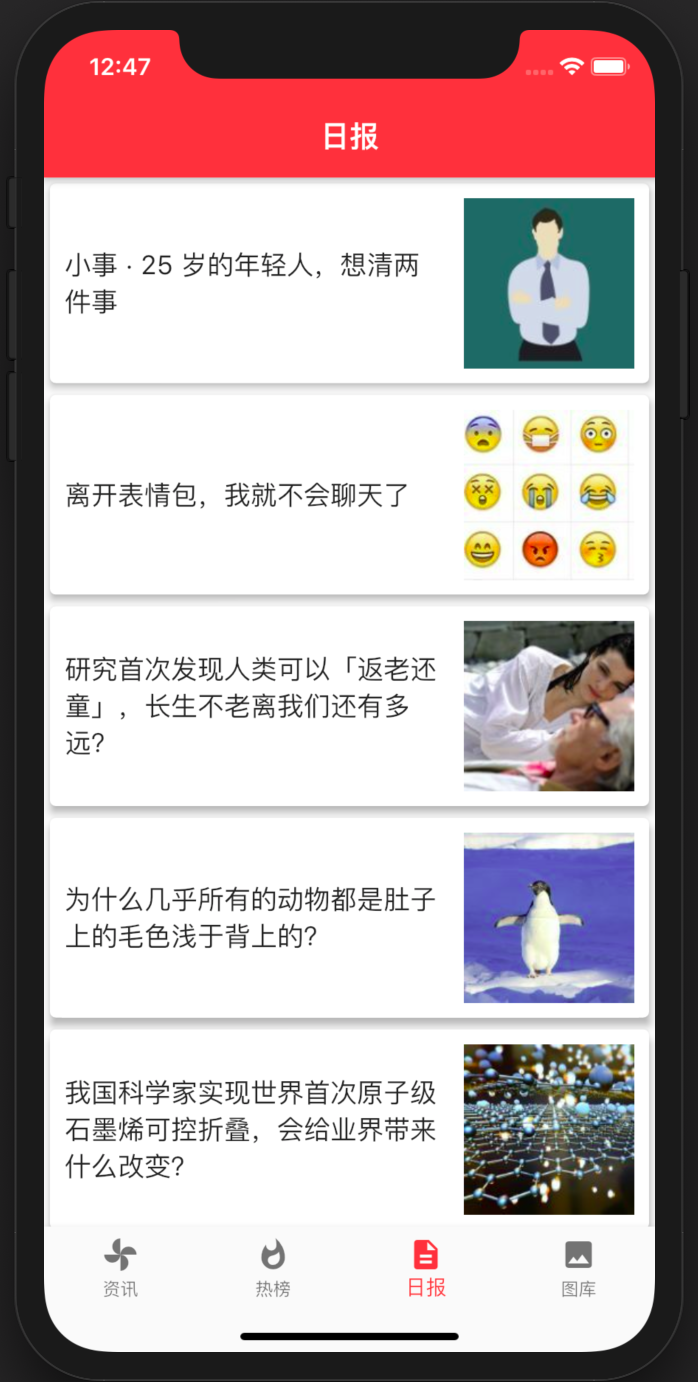 12:47
日报
小事 · 25 岁的年轻人，想清两
件事
离开表情包，我就不会聊天了
研究首次发现人类可以「返老还
童」，长生不老离我们还有多
远？
为什么几乎所有的动物都是肚子
上的毛色浅于背上的？
我国科学家实现世界首次原子级
石墨烯可控折叠，会给业界带来
什么改变？
资讯
热榜
日报
图库